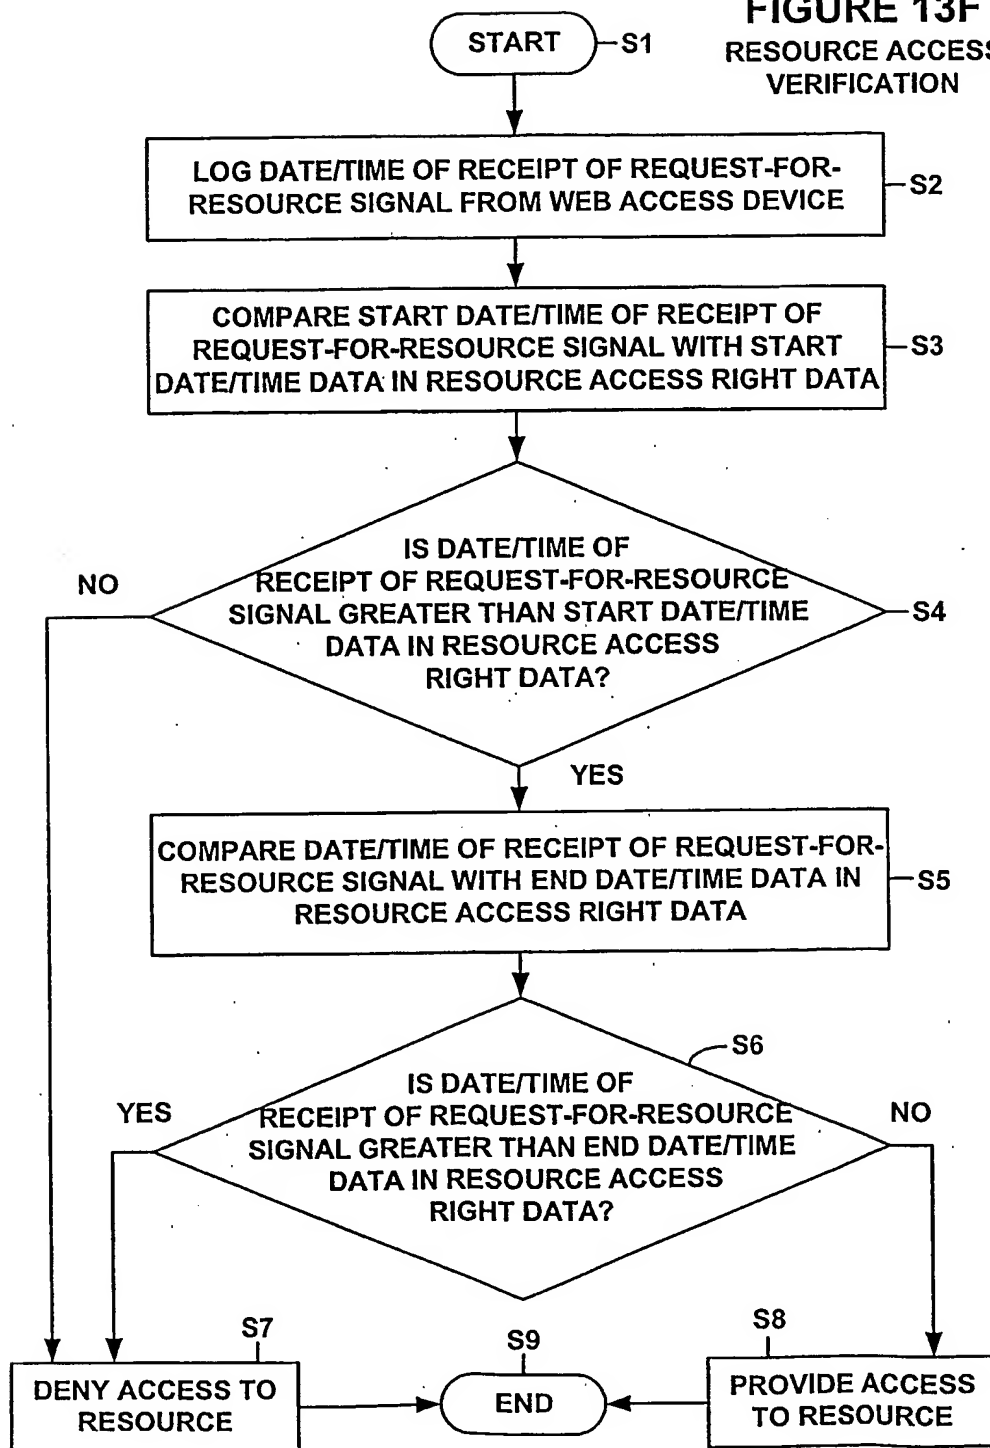 FIGURE 13F
RESOURCE ACCESS
VERIFICATION
START
S1
LOG DATE/TIME OF RECEIPT OF REQUEST-FOR-
RESOURCE SIGNAL FROM WEB ACCESS DEVICE
S2
COMPARE START DATE/TIME OF RECEIPT OF
REQUEST-FOR-RESOURCE SIGNAL WITH START
DATE/TIME DATA IN RESOURCE ACCESS RIGHT DATA
S3
IS DATE/TIME OF
RECEIPT OF REQUEST-FOR-RESOURCE
SIGNAL GREATER THAN START DATE/TIME
DATA IN RESOURCE ACCESS
RIGHT DATA?
NO
S4
YES
COMPARE DATE/TIME OF RECEIPT OF REQUEST-FOR-
RESOURCE SIGNAL WITH END DATE/TIME DATA IN
RESOURCE ACCESS RIGHT DATA
S5
S6
IS DATE/TIME OF
RECEIPT OF REQUEST-FOR-RESOURCE
SIGNAL GREATER THAN END DATE/TIME
DATA IN RESOURCE ACCESS
RIGHT DATA?
YES
NO
S7
DENY ACCESS TO
RESOURCE
S9
END
S8
PROVIDE ACCESS
TO RESOURCE